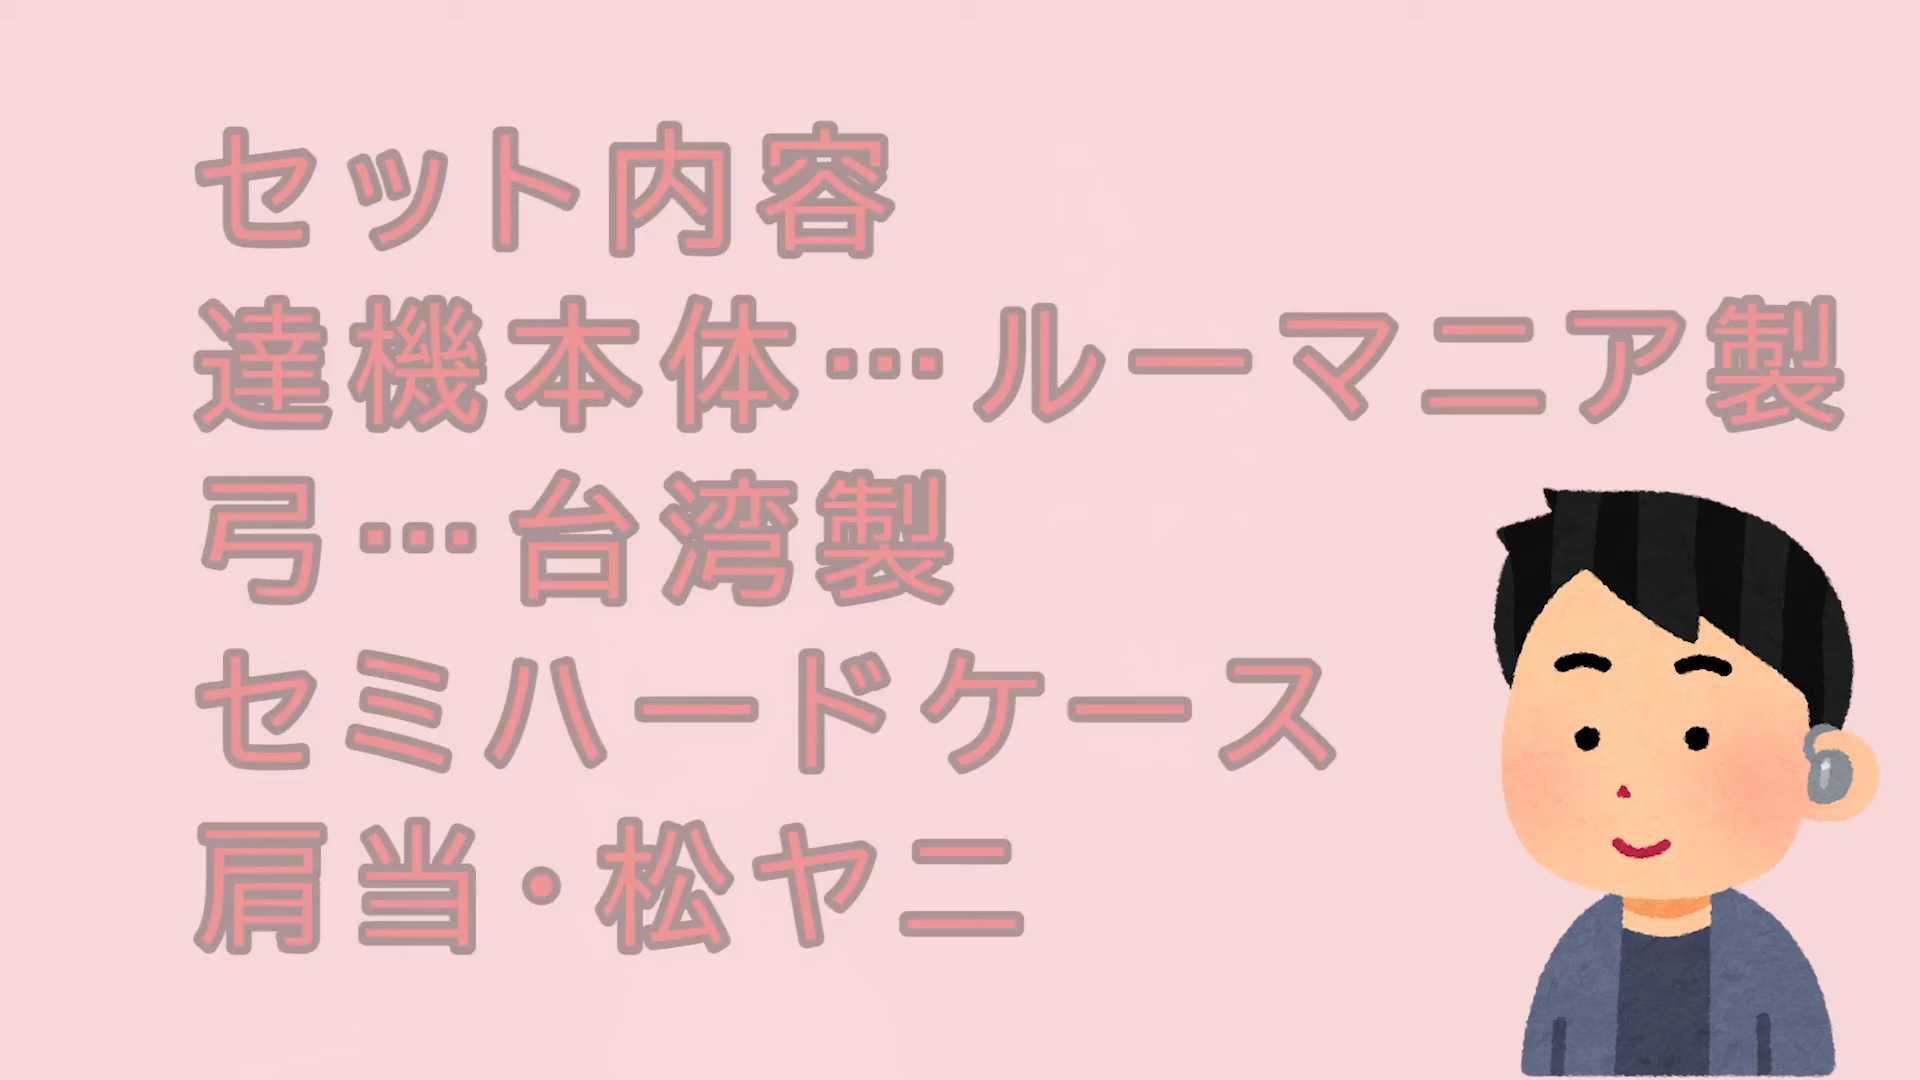 セット内容
達機本体…ルーマニア製
弓…台湾製
セミハードケース
肩当・松ヤニ